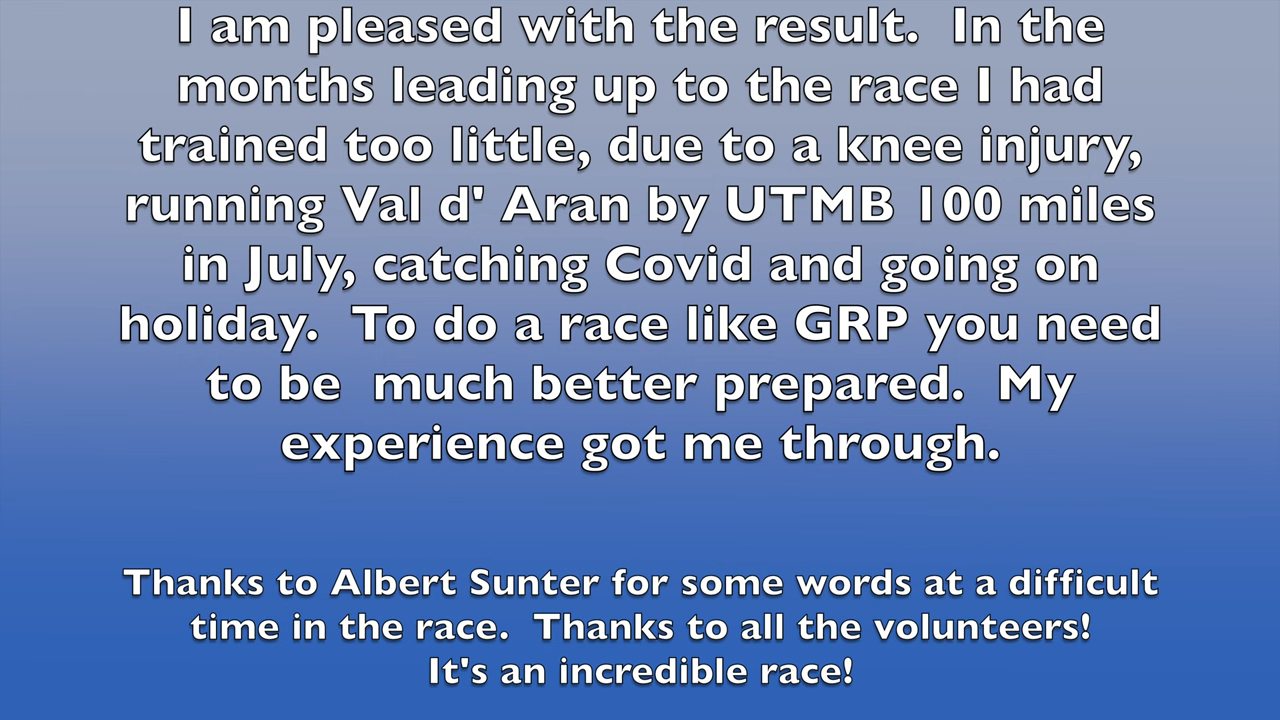 I am pleased with the result.  In the
months leading up to the race I had
trained too little, due to a knee injury,
running Val d' Aran by UTMB 100 miles
in July, catching Covid and going on
holiday.  To do a race like GRP you need
to be  much better prepared.  My
experience got me through.
Thanks to Albert Sunter for some words at a difficult
time in the race.  Thanks to all the volunteers!
It's an incredible race!